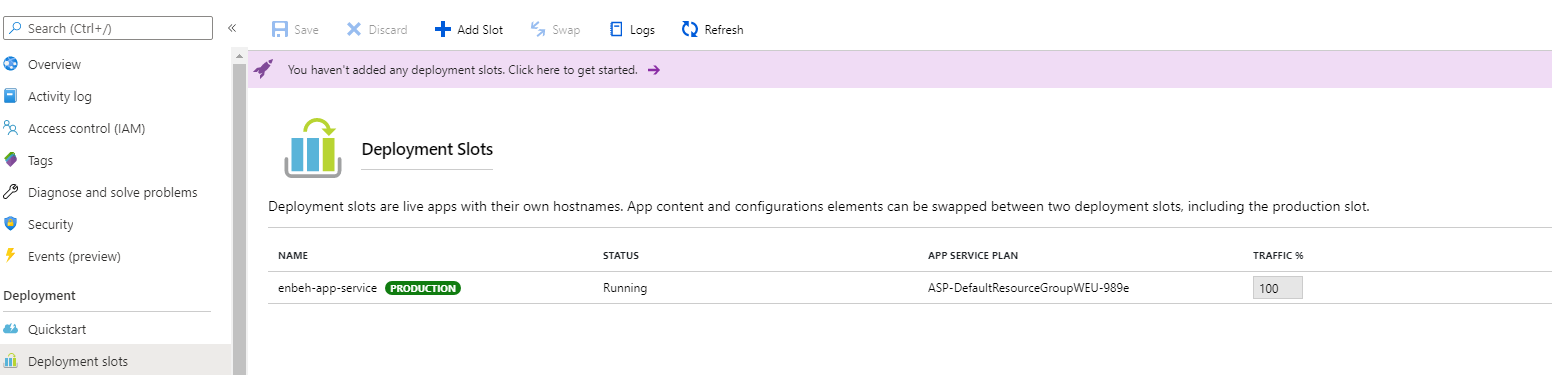 Search (Ctrl+/)
«
Save
Discard
Add Slot
Swap
Logs
Refresh
Overview
Activity log
Access control (IAM)
Tags
Diagnose and solve problems
Security
Events (preview)
Deployment
Quickstart
Deployment slots
You haven't added any deployment slots. Click here to get started. →
Deployment Slots
Deployment slots are live apps with their own hostnames. App content and configurations elements can be swapped between two deployment slots, including the production slot.
NAME STATUS APP SERVICE PLAN TRAFFIC %
enbeh-app-service PRODUCTION Running ASP-DefaultResourceGroupWEU-989e 100